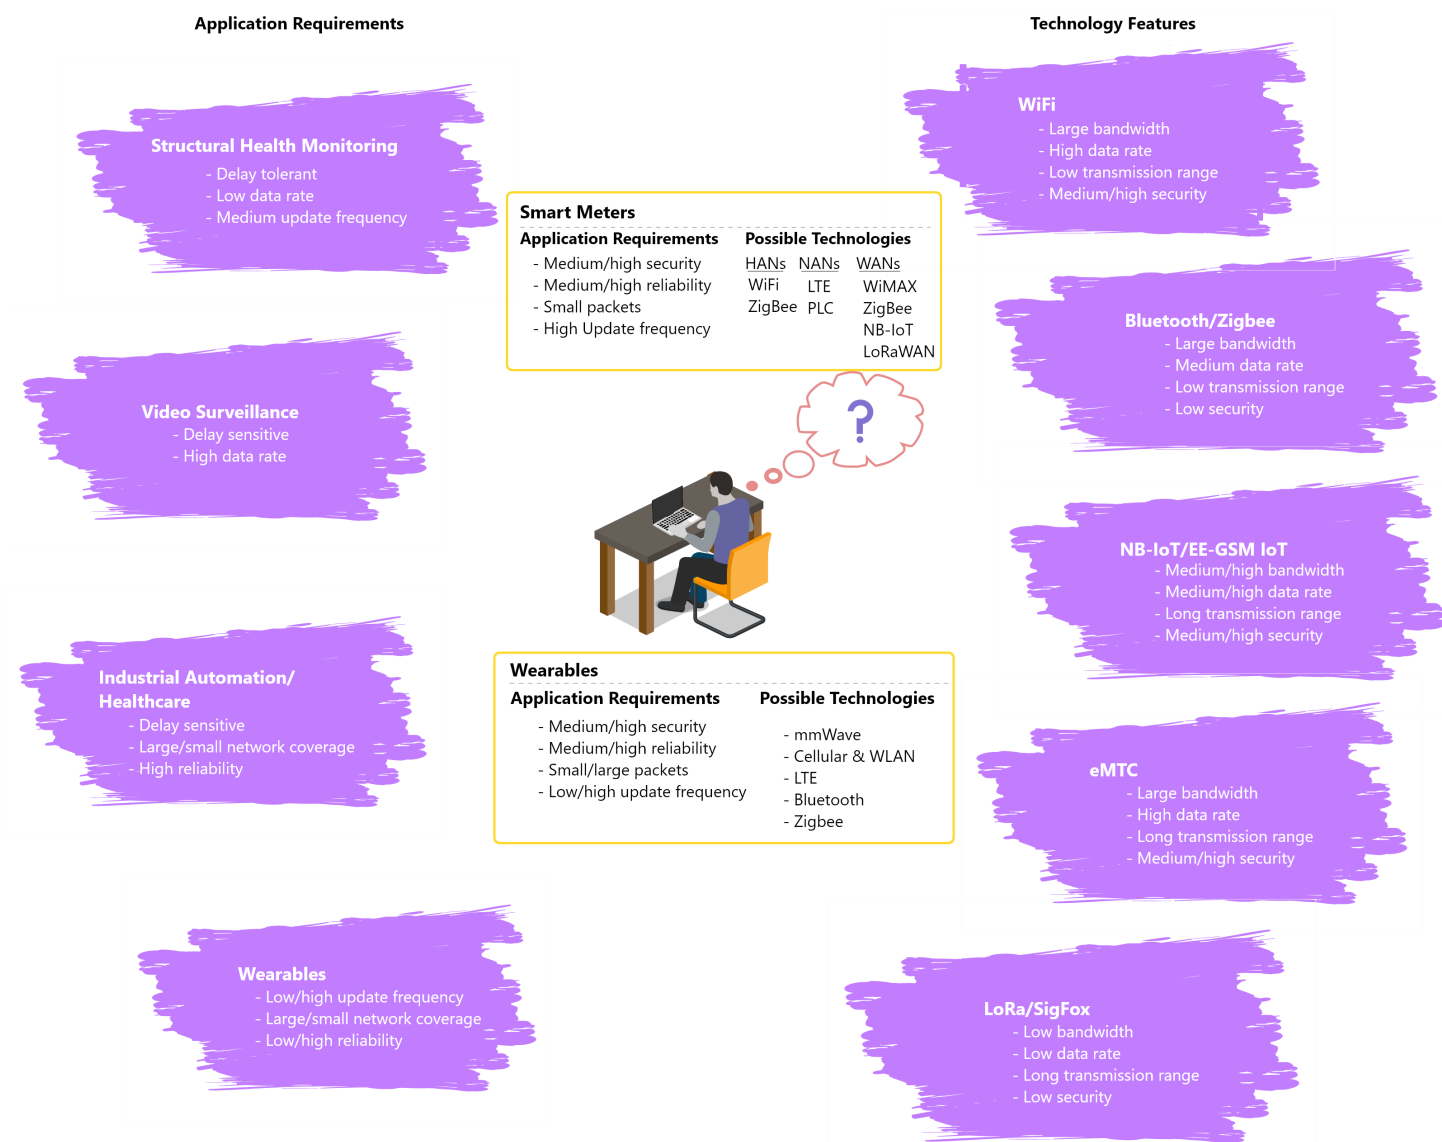 Application Requirements
Structural Health Monitoring
- Delay tolerant
- Low data rate
- Medium update frequency
Video Surveillance
- Delay sensitive
- High data rate
Industrial Automation/
Healthcare
- Delay sensitive
- Large/small network coverage
- High reliability
Wearables
- Low/high update frequency
- Large/small network coverage
- Low/high reliability
Smart Meters
Application Requirements
- Medium/high security
- Medium/high reliability
- Small packets
- High Update frequency
Possible Technologies
HANs NANs WANs
WiFi LTE WiMAX
ZigBee PLC ZigBee
NB-IoT
LoRaWAN
?
Wearables
Application Requirements
- Medium/high security
- Medium/high reliability
- Small/large packets
- Low/high update frequency
Possible Technologies
- mmWave
- Cellular & WLAN
- LTE
- Bluetooth
- Zigbee
Technology Features
WiFi
- Large bandwidth
- High data rate
- Low transmission range
- Medium/high security
Bluetooth/Zigbee
- Large bandwidth
- Medium data rate
- Low transmission range
- Low security
NB-IoT/EE-GSM IoT
- Medium/high bandwidth
- Medium/high data rate
- Long transmission range
- Medium/high security
eMTC
- Large bandwidth
- High data rate
- Long transmission range
- Medium/high security
LoRa/SigFox
- Low bandwidth
- Low data rate
- Long transmission range
- Low security